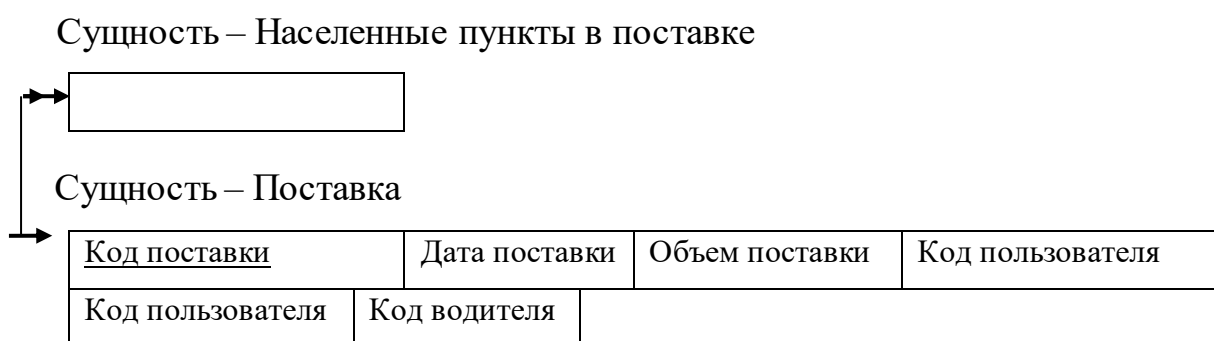 Сущность – Населенные пункты в поставке
Сущность – Поставка
Код поставки Дата поставки Объем поставки Код пользователя
Код пользователя Код водителя